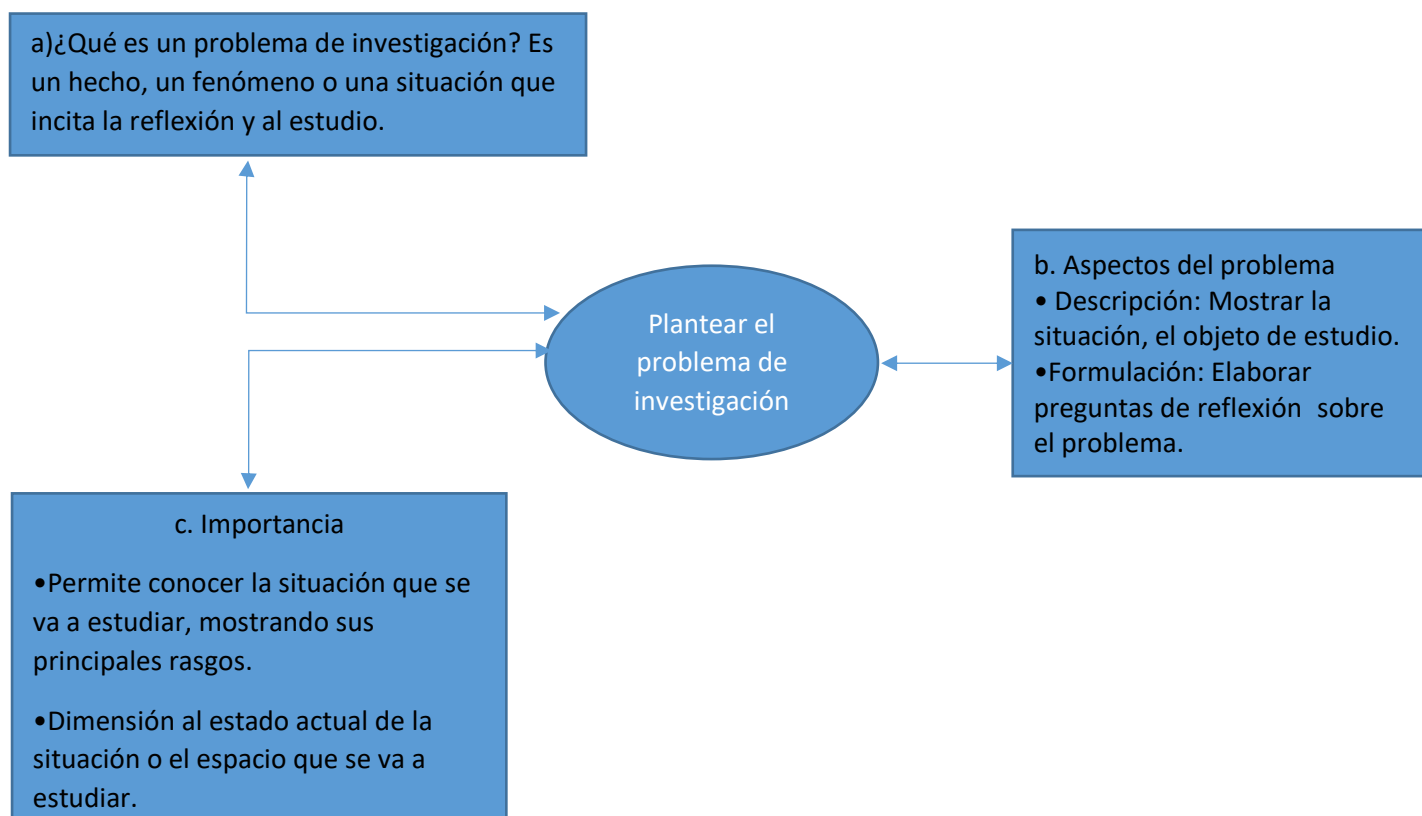 a)¿Qué es un problema de investigación? Es
un hecho, un fenómeno o una situación que
incita la reflexión y al estudio.
b. Aspectos del problema
• Descripción: Mostrar la
situación, el objeto de estudio.
•Formulación: Elaborar
preguntas de reflexión sobre
el problema.
Plantear el
problema de
investigación
c. Importancia
•Permite conocer la situación que se
va a estudiar, mostrando sus
principales rasgos.
•Dimensión al estado actual de la
situación o el espacio que se va a
estudiar.